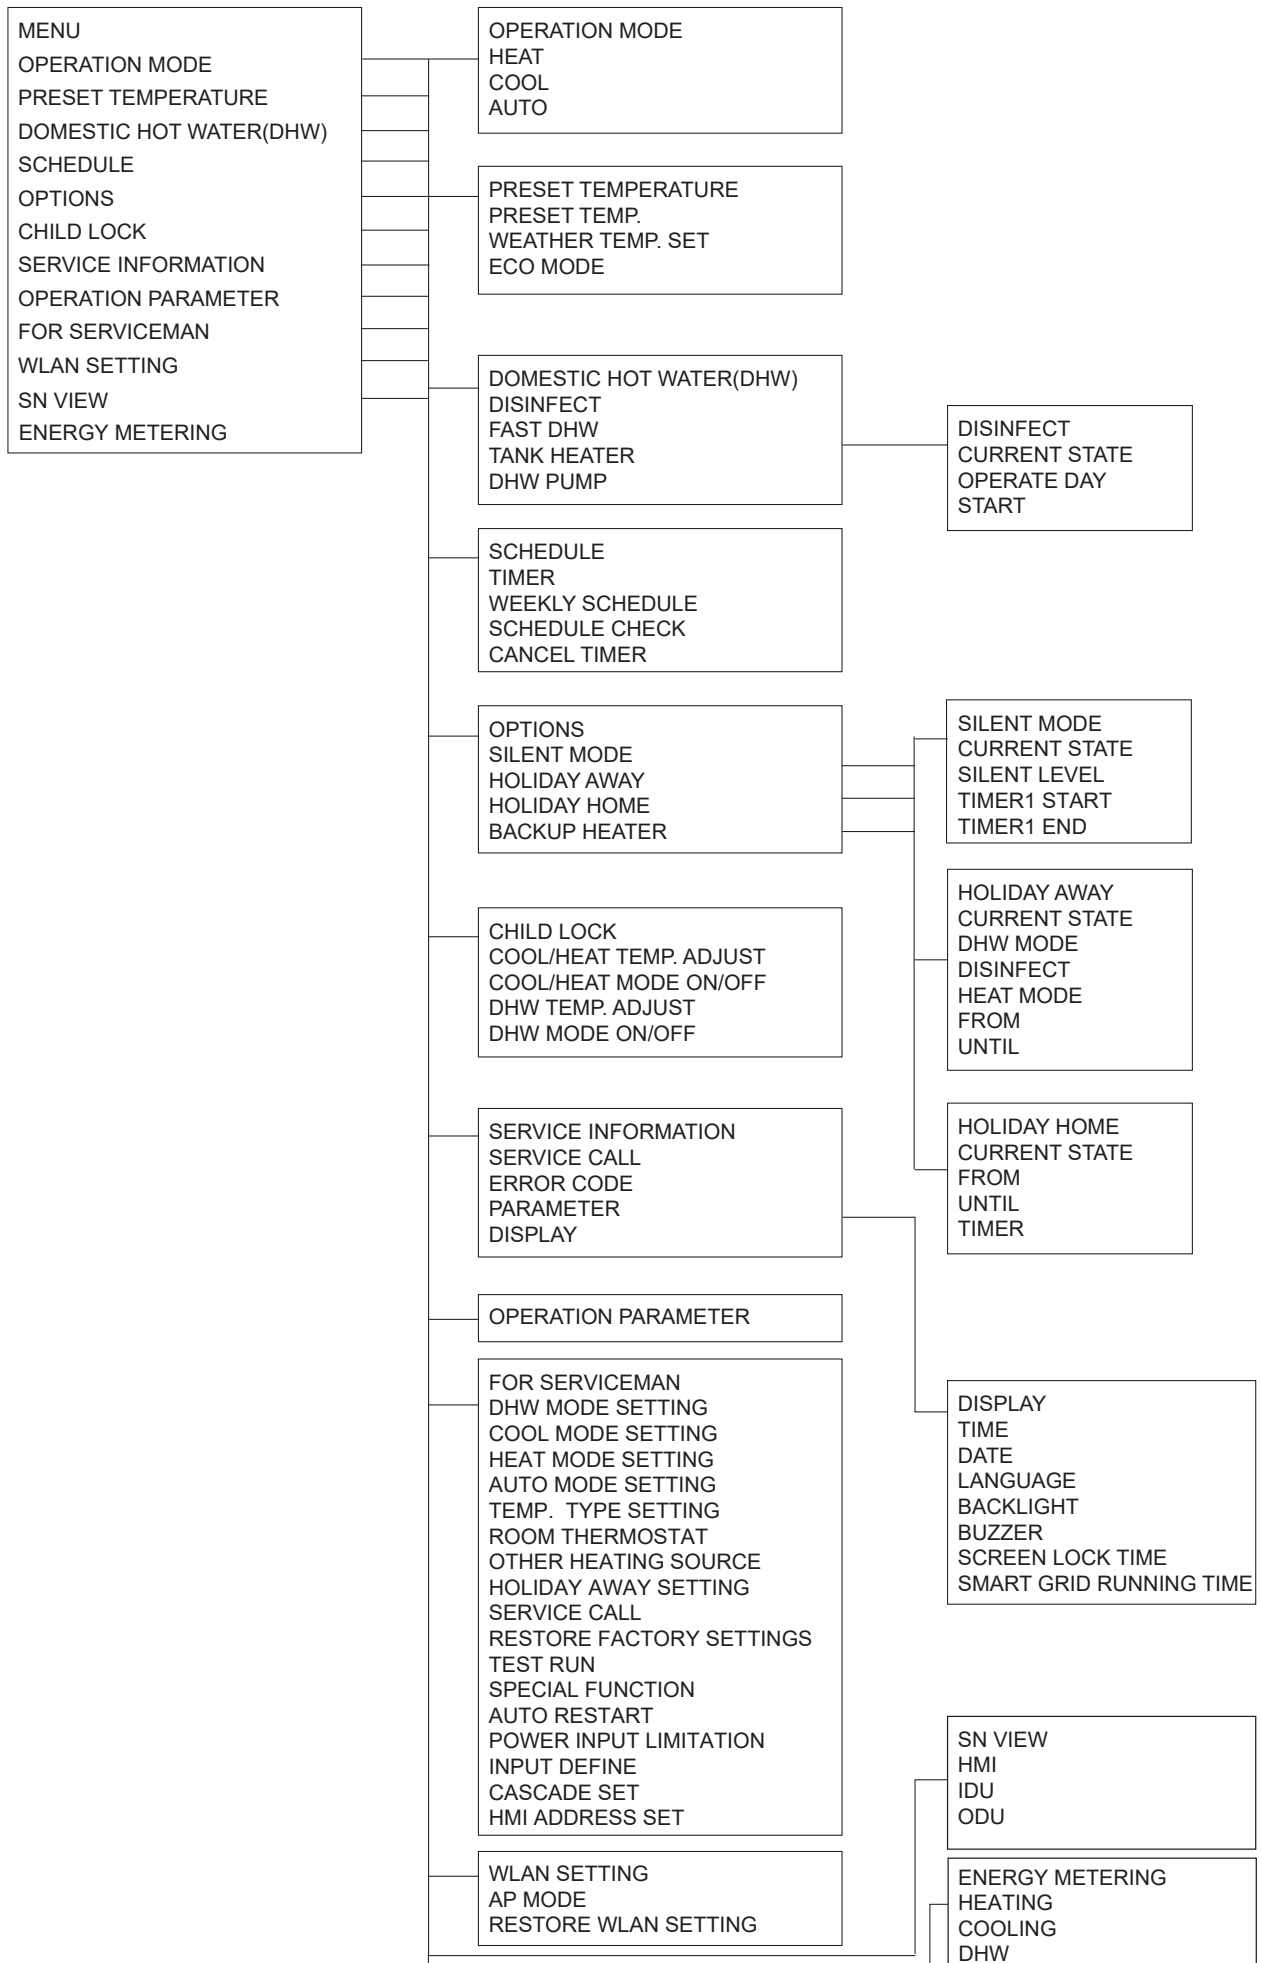 MENU
OPERATION MODE
PRESET TEMPERATURE
DOMESTIC HOT WATER(DHW)
SCHEDULE
OPTIONS
CHILD LOCK
SERVICE INFORMATION
OPERATION PARAMETER
FOR SERVICEMAN
WLAN SETTING
SN VIEW
ENERGY METERING
OPERATION MODE
HEAT
COOL
AUTO
PRESET TEMPERATURE
PRESET TEMP.
WEATHER TEMP. SET
ECO MODE
DOMESTIC HOT WATER(DHW)
DISINFECT
FAST DHW
TANK HEATER
DHW PUMP
DISINFECT
CURRENT STATE
OPERATE DAY
START
SCHEDULE
TIMER
WEEKLY SCHEDULE
SCHEDULE CHECK
CANCEL TIMER
OPTIONS
SILENT MODE
HOLIDAY AWAY
HOLIDAY HOME
BACKUP HEATER
SILENT MODE
CURRENT STATE
SILENT LEVEL
TIMER1 START
TIMER1 END
HOLIDAY AWAY
CURRENT STATE
DHW MODE
DISINFECT
HEAT MODE
FROM
UNTIL
HOLIDAY HOME
CURRENT STATE
FROM
UNTIL
TIMER
CHILD LOCK
COOL/HEAT TEMP. ADJUST
COOL/HEAT MODE ON/OFF
DHW TEMP. ADJUST
DHW MODE ON/OFF
SERVICE INFORMATION
SERVICE CALL
ERROR CODE
PARAMETER
DISPLAY
DISPLAY
TIME
DATE
LANGUAGE
BACKLIGHT
BUZZER
SCREEN LOCK TIME
SMART GRID RUNNING TIME
OPERATION PARAMETER
FOR SERVICEMAN
DHW MODE SETTING
COOL MODE SETTING
HEAT MODE SETTING
AUTO MODE SETTING
TEMP. TYPE SETTING
ROOM THERMOSTAT
OTHER HEATING SOURCE
HOLIDAY AWAY SETTING
SERVICE CALL
RESTORE FACTORY SETTINGS
TEST RUN
SPECIAL FUNCTION
AUTO RESTART
POWER INPUT LIMITATION
INPUT DEFINE
CASCADE SET
HMI ADDRESS SET
WLAN SETTING
AP MODE
RESTORE WLAN SETTING
SN VIEW
HMI
IDU
ODU
ENERGY METERING
HEATING
COOLING
DHW